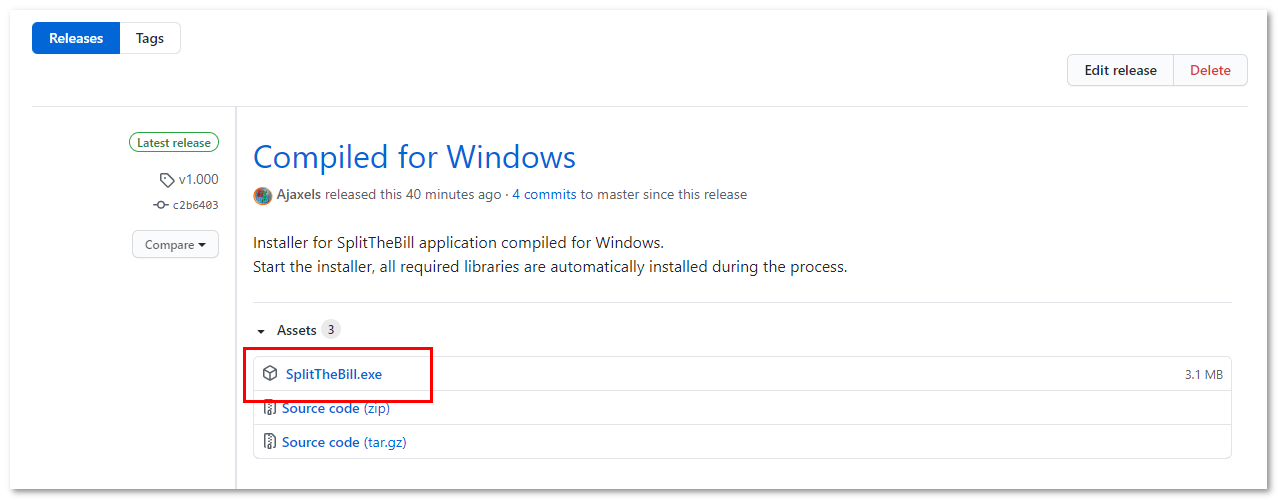 Releases Tags
Edit release Delete
Latest release
v1.000
c2b6403
Compare
Compiled for Windows
Ajaxels released this 40 minutes ago · 4 commits to master since this release
Installer for SplitTheBill application compiled for Windows.
Start the installer, all required libraries are automatically installed during the process.
Assets 3
SplitTheBill.exe 3.1 MB
Source code (zip)
Source code (tar.gz)